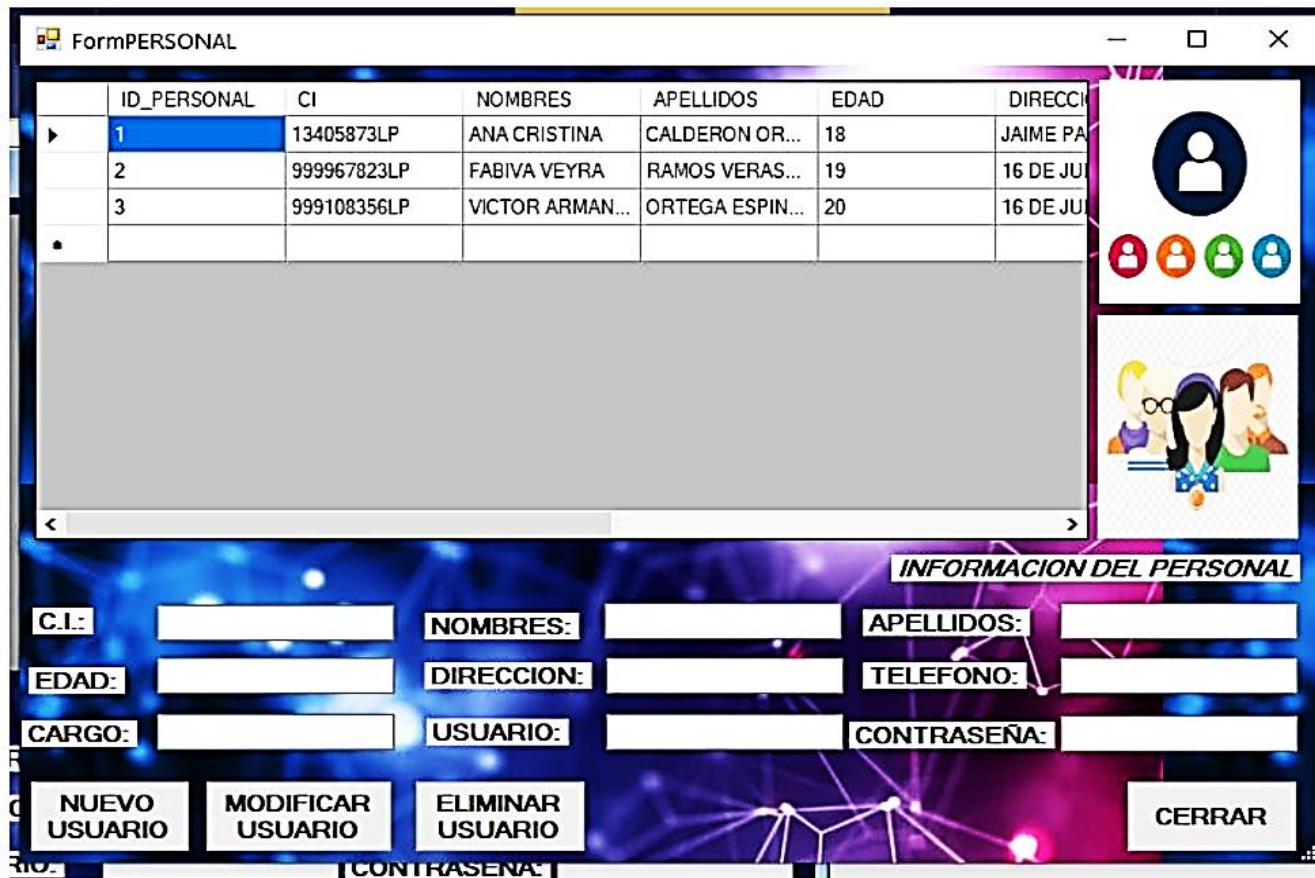 FormPERSONAL
ID_PERSONAL CI NOMBRES APELLIDOS EDAD DIRECCI
1 13405873LP ANA CRISTINA CALDERON OR... 18 JAIME PA
2 999967823LP FABIVA VEYRA RAMOS VERAS... 19 16 DE JU
3 999108356LP VICTOR ARMAN... ORTEGA ESPIN... 20 16 DE JU
INFORMACION DEL PERSONAL
C.I.: NOMBRES: APELLIDOS:
EDAD: DIRECCION: TELEFONO:
CARGO: USUARIO: CONTRASEÑA:
NUEVO USUARIO MODIFICAR USUARIO ELIMINAR USUARIO CERRAR
RIO: CONTRASEÑA: